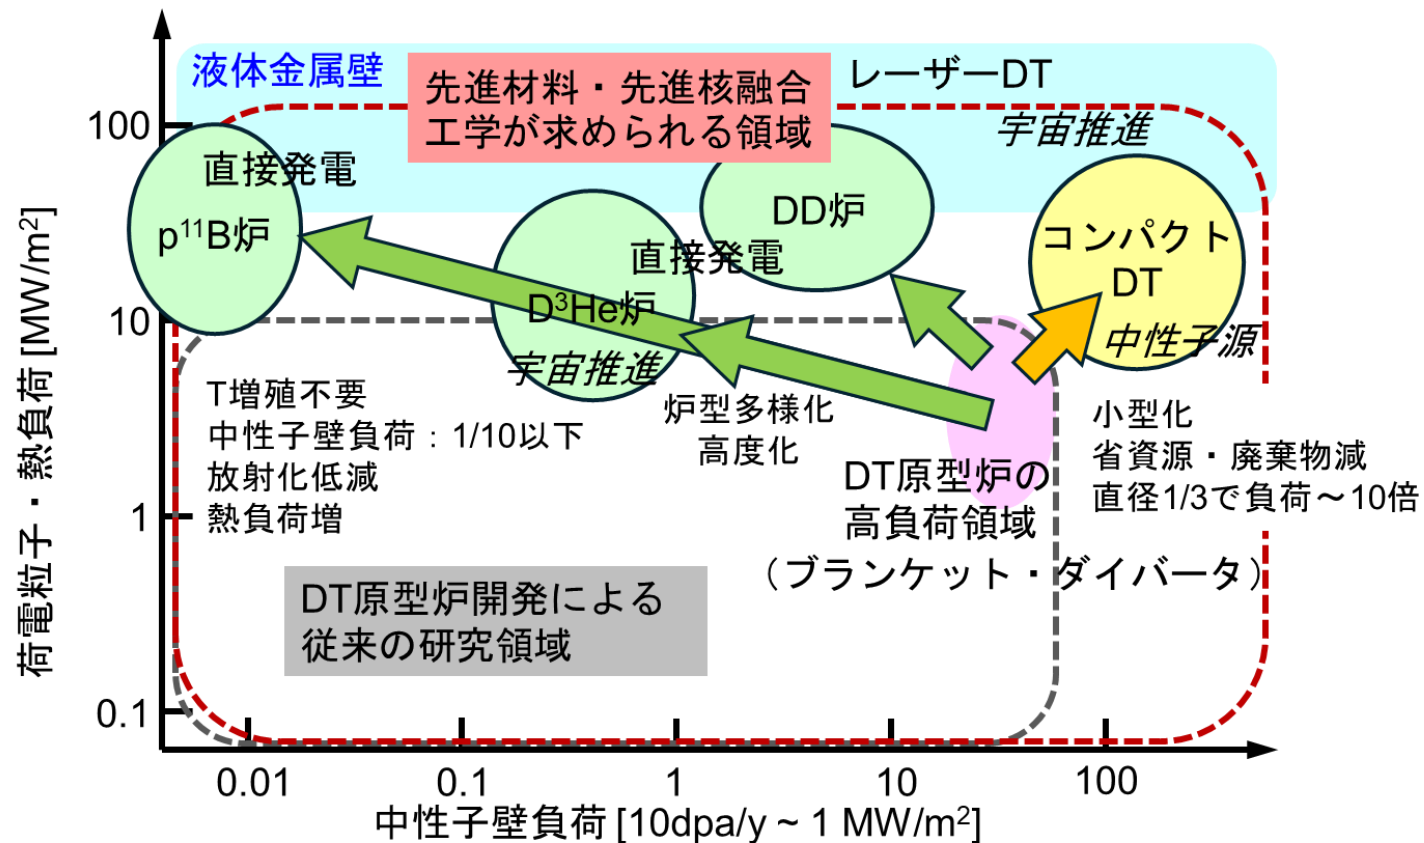 液体金属壁
先進材料・先進核融合
工学が求められる領域
レーザーDT
宇宙推進
100
直接発電
p¹¹B炉
DD炉
直接発電
コンパクト
DT
D³He炉
10
中性子源
宇宙推進
T増殖不要
中性子壁負荷：1/10以下
放射化低減
熱負荷増
炉型多様化
高度化
小型化
省資源・廃棄物減
直径1/3で負荷～10倍
DT原型炉の
高負荷領域
（ブランケット・ダイバータ）
1
DT原型炉開発による
従来の研究領域
0.1
荷電粒子・熱負荷 [MW/m²]
0.01
0.1
1
10
100
中性子壁負荷 [10dpa/y ~ 1 MW/m²]